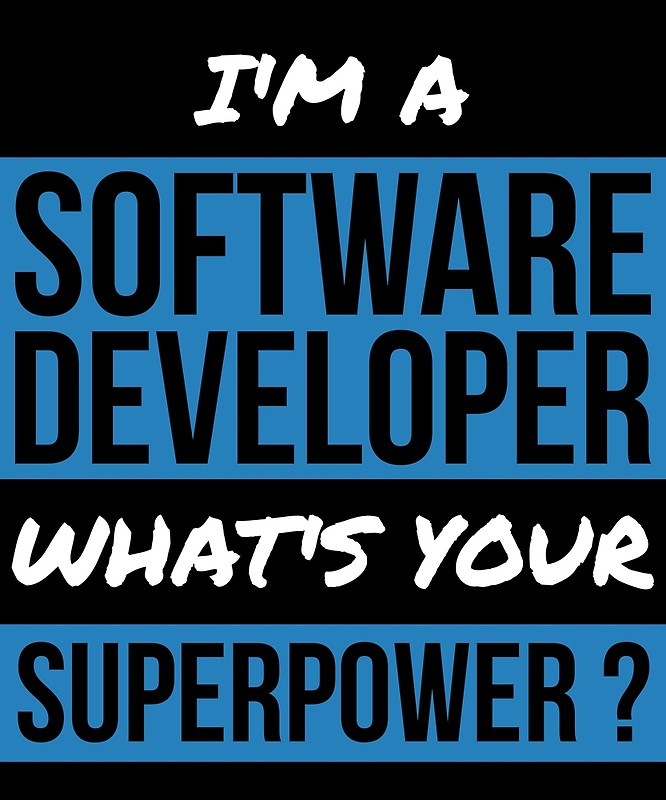 I'M A
SOFTWARE
DEVELOPER
WHAT'S YOUR
SUPERPOWER ?